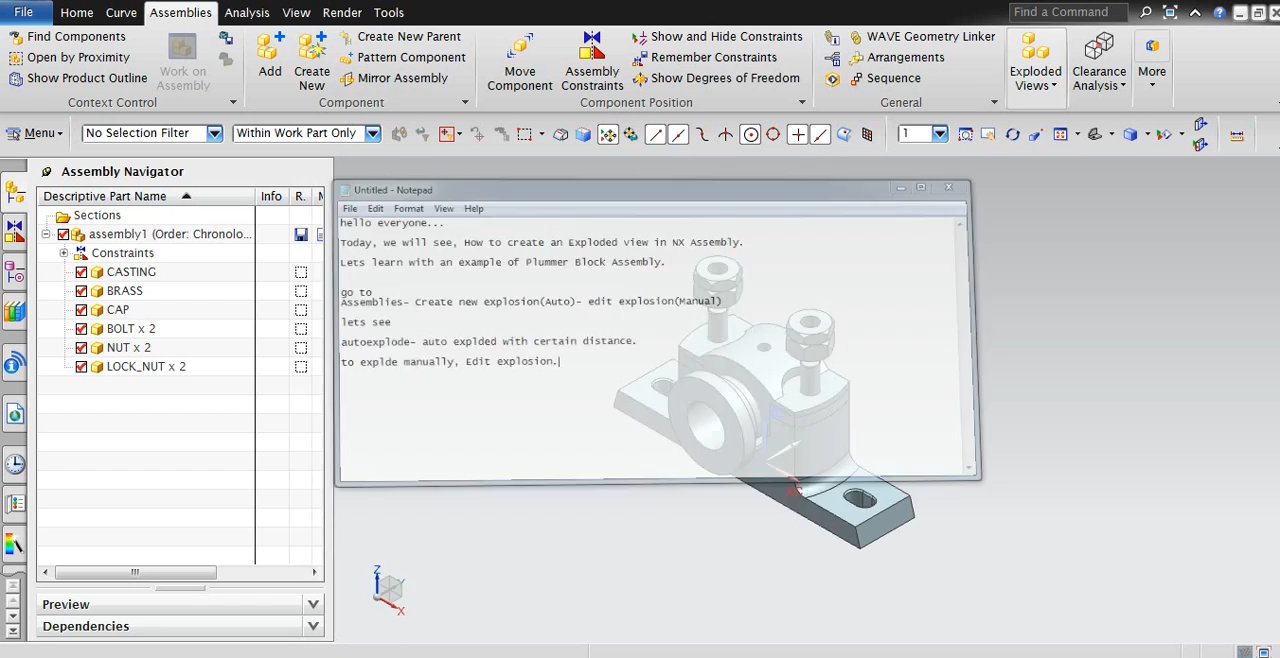 File Home Curve Assemblies Analysis View Render Tools Find a Command
Find Components
Open by Proximity
Show Product Outline
Work on
Assembly
Context Control
Add
Create
New
Create New Parent
Pattern Component
Mirror Assembly
Component
Move
Component
Assembly
Constraints
Show and Hide Constraints
Remember Constraints
Show Degrees of Freedom
Component Position
WAVE Geometry Linker
Arrangements
Sequence
General
Exploded
Views
Clearance
Analysis
More
Menu No Selection Filter Within Work Part Only 1
Assembly Navigator
Descriptive Part Name Info R. M
Sections
assembly1 (Order: Chronolo...
Constraints
CASTING
BRASS
CAP
BOLT x 2
NUT x 2
LOCK_NUT x 2
Preview
Dependencies
Untitled - Notepad
File Edit Format View Help
hello everyone...
Today, we will see, How to create an Exploded view in NX Assembly.
Lets learn with an example of Plummer Block Assembly.
go to
Assemblies- Create new explosion(Auto)- edit explosion(Manual)
lets see
autoexplode- auto explded with certain distance.
to explde manually, Edit explosion.
Z
X